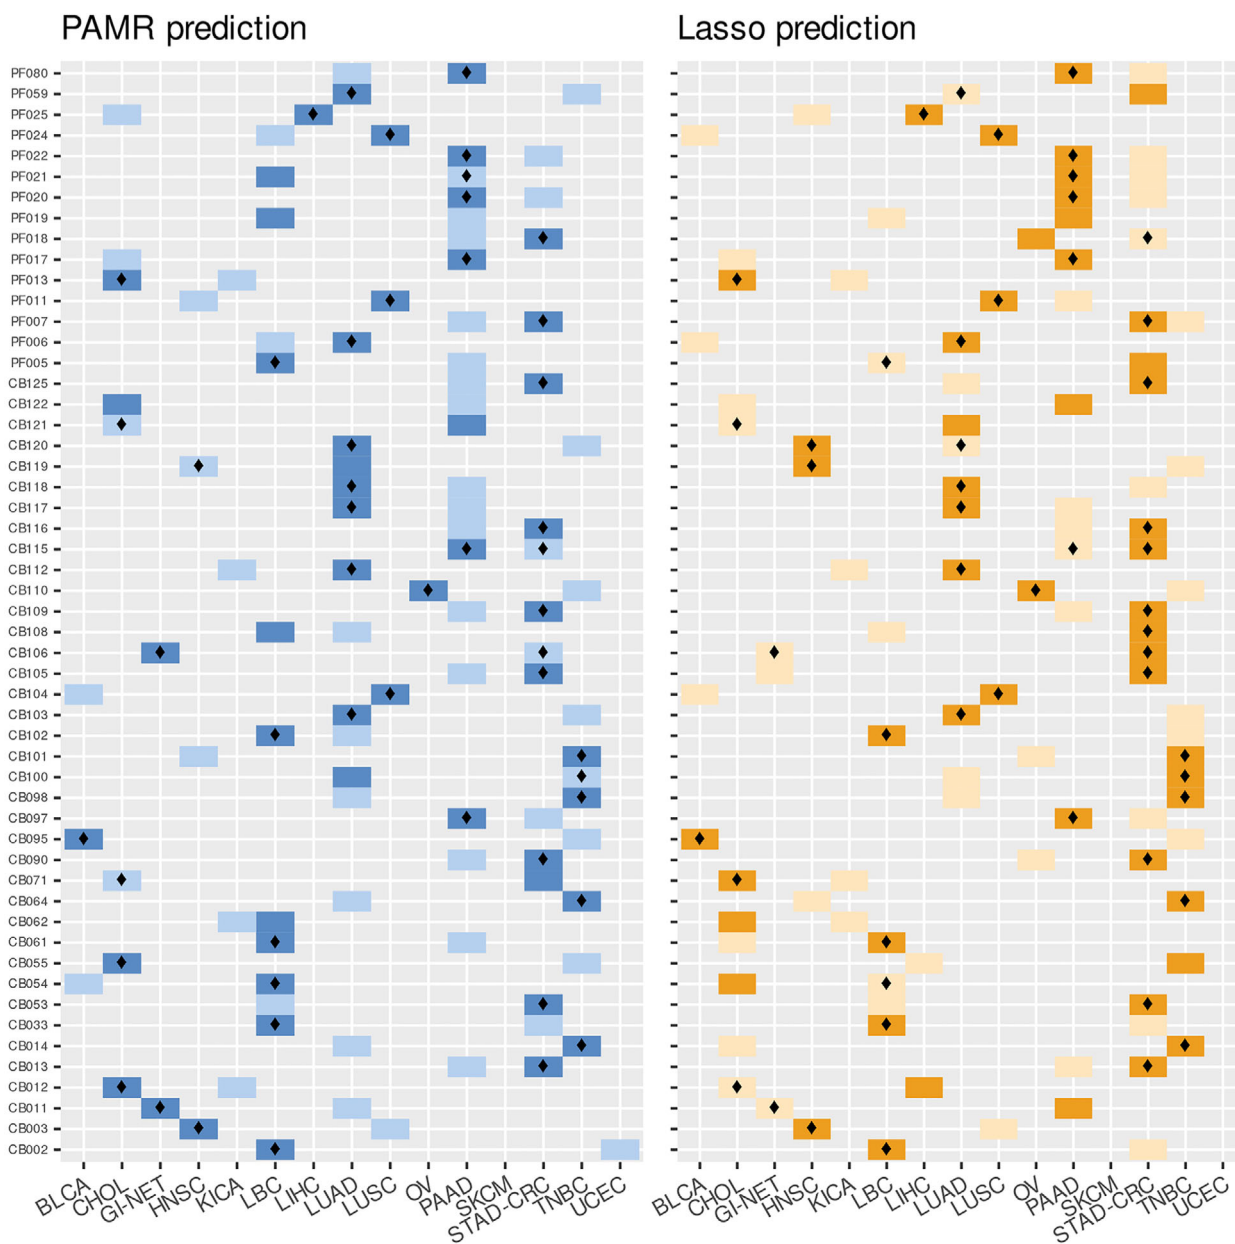 PAMR prediction
Lasso prediction
PF080
PF059
PF025
PF024
PF022
PF021
PF020
PF019
PF018
PF017
PF013
PF011
PF007
PF006
PF005
CB125
CB122
CB121
CB120
CB119
CB118
CB117
CB116
CB115
CB112
CB110
CB109
CB108
CB106
CB105
CB104
CB103
CB102
CB101
CB100
CB098
CB097
CB095
CB090
CB071
CB064
CB062
CB061
CB055
CB054
CB053
CB033
CB014
CB013
CB012
CB011
CB003
CB002
BLCA
CHOL
GI-NET
HNSC
KICA
LBC
LIHC
LUAD
LUSC
OV
PAAD
SKCM
STAD-CRC
TNBC
UCEC
BLCA
CHOL
GI-NET
HNSC
KICA
LBC
LIHC
LUAD
LUSC
OV
PAAD
SKCM
STAD-CRC
TNBC
UCEC